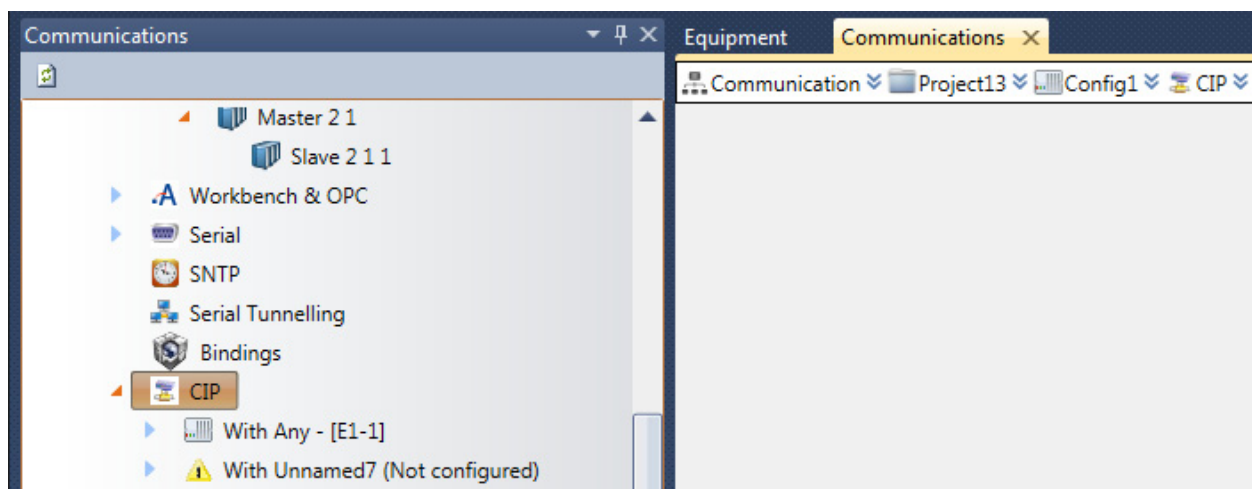 Communications
Equipment
Communications
Communication Project13 Config1 CIP
Master 2 1
Slave 2 1 1
Workbench & OPC
Serial
SNTP
Serial Tunnelling
Bindings
CIP
With Any - [E1-1]
With Unnamed7 (Not configured)